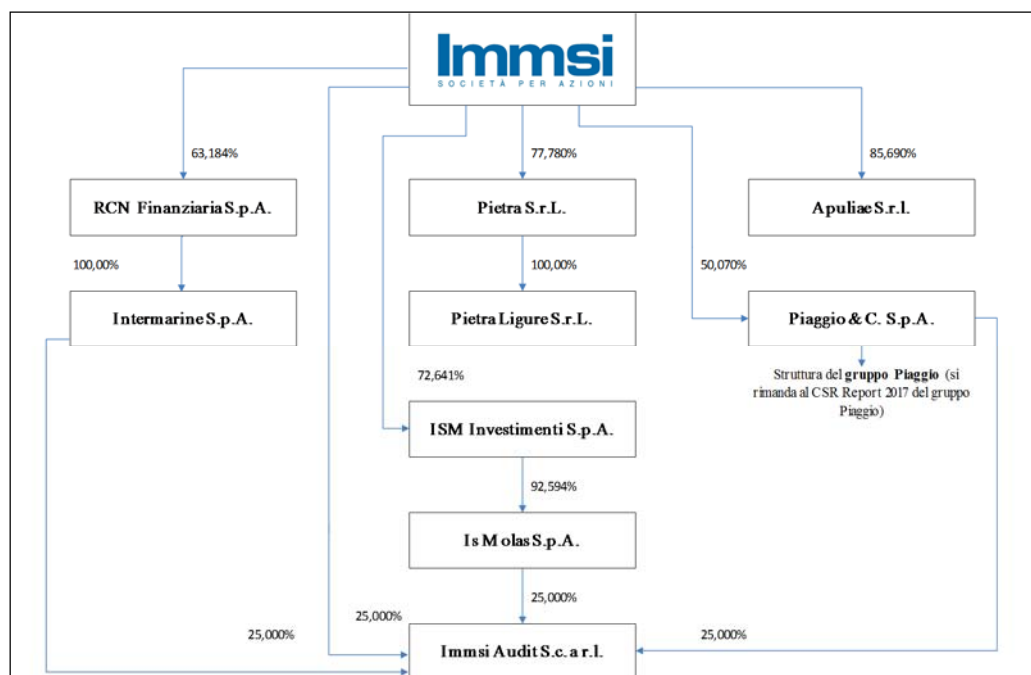 Immsi
SOCIETÀ PER AZIONI
63,184%
77,780%
85,690%
RCN Finanziaria S.p.A.
Pietra S.r.L.
Apuliae S.r.l.
100,00%
100,00%
50,070%
Intermarine S.p.A.
Pietra Ligure S.r.L.
Piaggio & C. S.p.A.
Struttura del gruppo Piaggio (si
rimanda al CSR Report 2017 del gruppo
Piaggio)
72,641%
ISM Investimenti S.p.A.
92,594%
Is Molas S.p.A.
25,000%
25,000%
25,000%
25,000%
Immsi Audit S.c. a r.l.